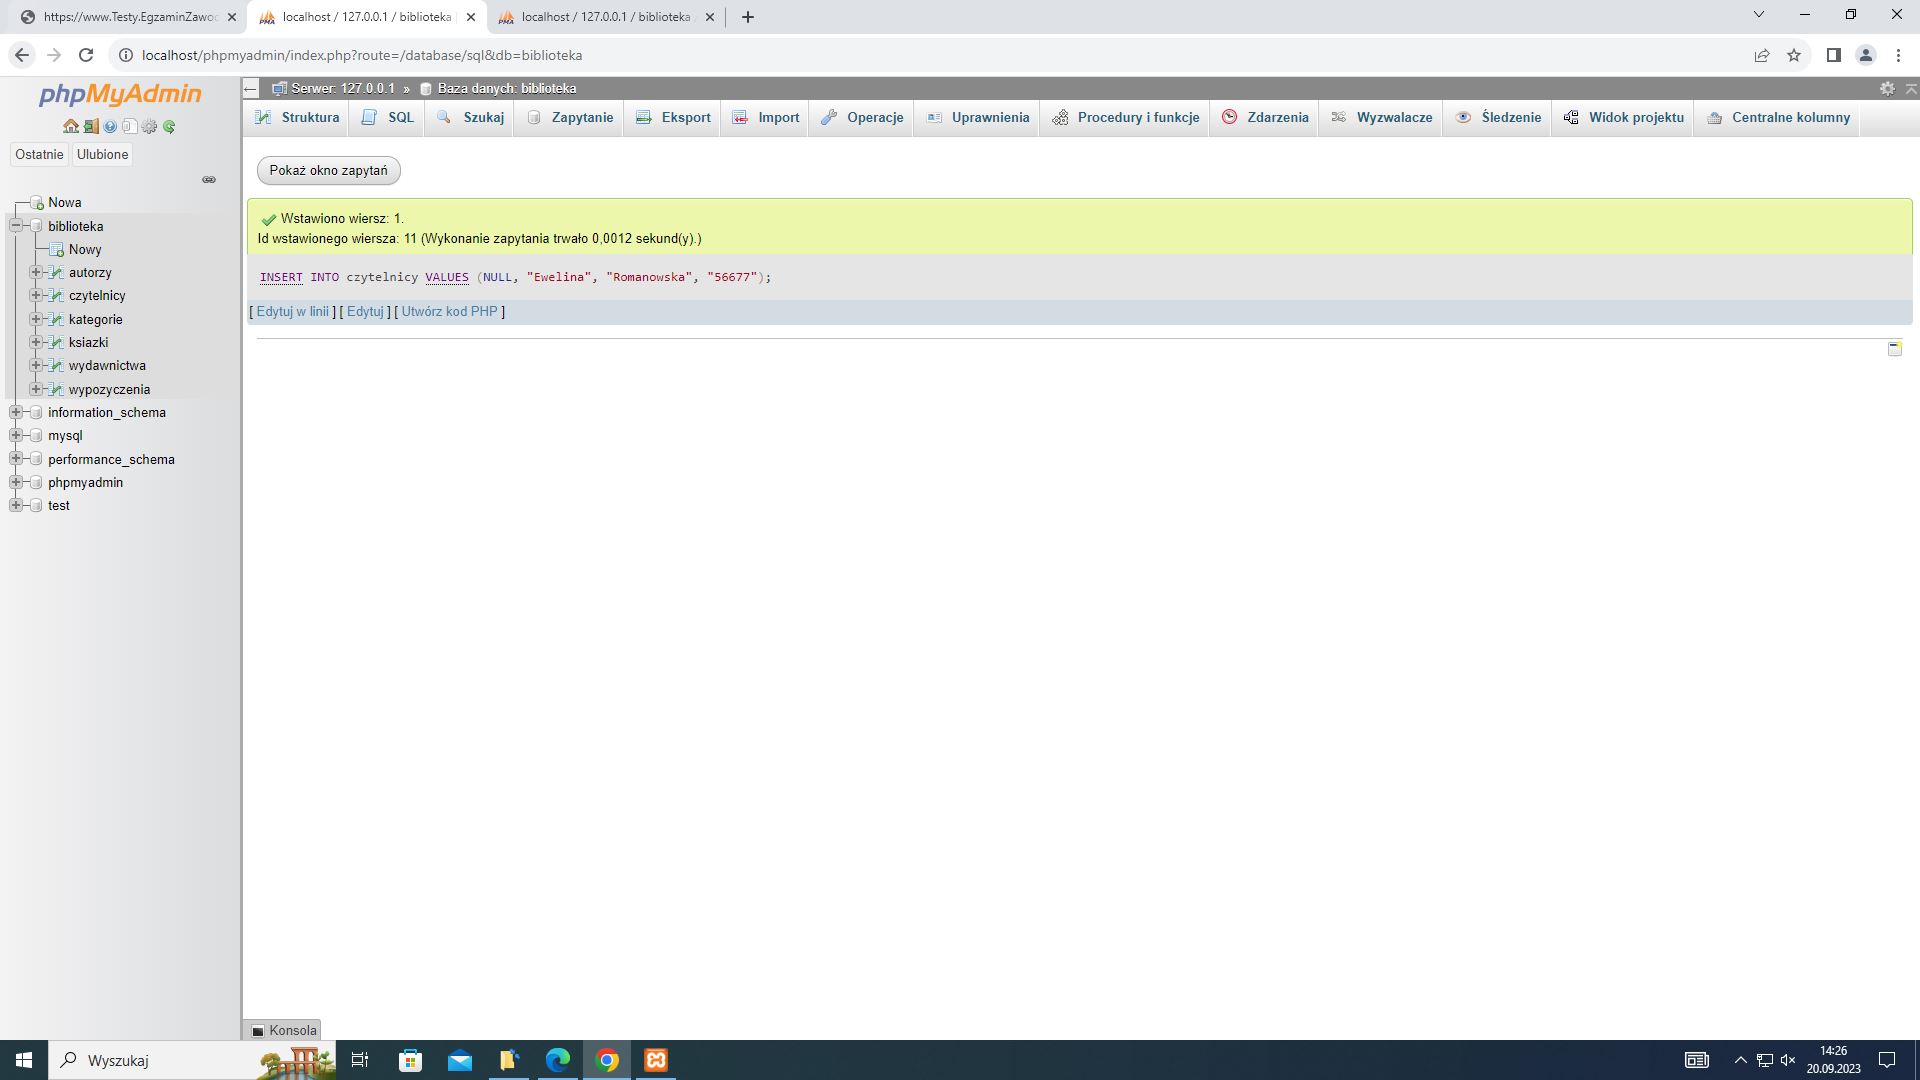 https://www.Testy.EgzaminZawoc
localhost / 127.0.0.1 / biblioteka
localhost / 127.0.0.1 / biblioteka
localhost/phpmyadmin/index.php?route=/database/sql&db=biblioteka
phpMyAdmin
Serwer: 127.0.0.1 » Baza danych: biblioteka
Struktura SQL Szukaj Zapytanie Eksport Import Operacje Uprawnienia Procedury i funkcje Zdarzenia Wyzwalacze Śledzenie Widok projektu Centralne kolumny
Ostatnie Ulubione
Nowa
biblioteka
Nowy
autorzy
czytelnicy
kategorie
ksiazki
wydawnictwa
wypozyczenia
information_schema
mysql
performance_schema
phpmyadmin
test
Pokaż okno zapytań
Wstawiono wiersz: 1.
Id wstawionego wiersza: 11 (Wykonanie zapytania trwało 0,0012 sekund(y).)
INSERT INTO czytelnicy VALUES (NULL, "Ewelina", "Romanowska", "56677");
[ Edytuj w linii ] [ Edytuj ] [ Utwórz kod PHP ]
Konsola
Wyszukaj
14:26
20.09.2023